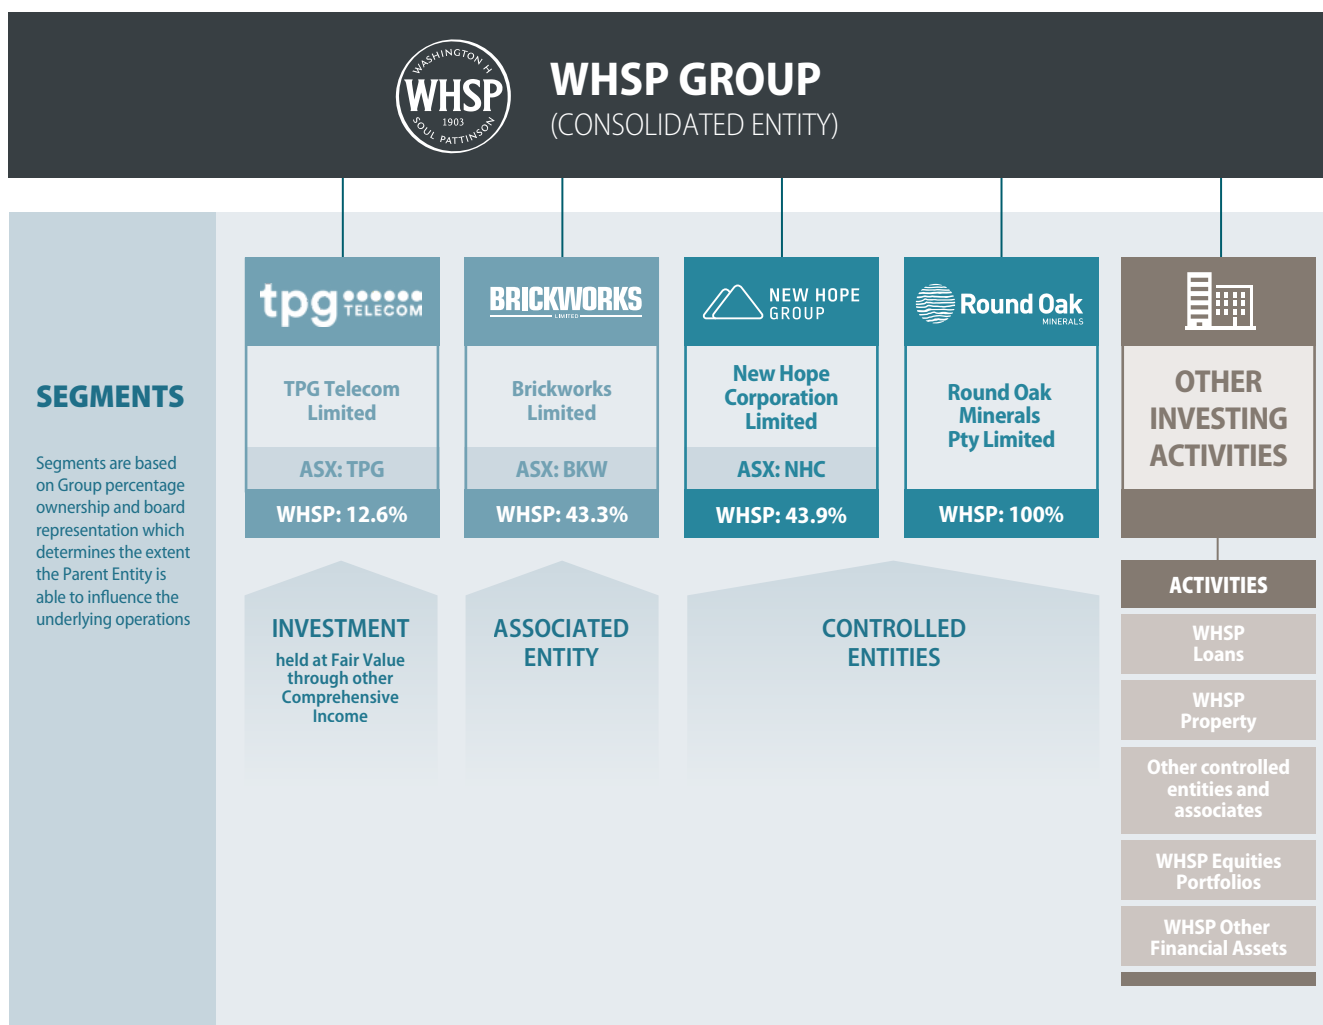 WASHINGTON H
WHSP
1903
SOUL PATTINSON
WHSP GROUP
(CONSOLIDATED ENTITY)
SEGMENTS
Segments are based
on Group percentage
ownership and board
representation which
determines the extent
the Parent Entity is
able to influence the
underlying operations
tpg TELECOM
TPG Telecom
Limited
ASX: TPG
WHSP: 12.6%
BRICKWORKS
LIMITED
Brickworks
Limited
ASX: BKW
WHSP: 43.3%
NEW HOPE
GROUP
New Hope
Corporation
Limited
ASX: NHC
WHSP: 43.9%
Round Oak
MINERALS
Round Oak
Minerals
Pty Limited
WHSP: 100%
OTHER
INVESTING
ACTIVITIES
INVESTMENT
held at Fair Value
through other
Comprehensive
Income
ASSOCIATED
ENTITY
CONTROLLED
ENTITIES
ACTIVITIES
WHSP
Loans
WHSP
Property
Other controlled
entities and
associates
WHSP Equities
Portfolios
WHSP Other
Financial Assets